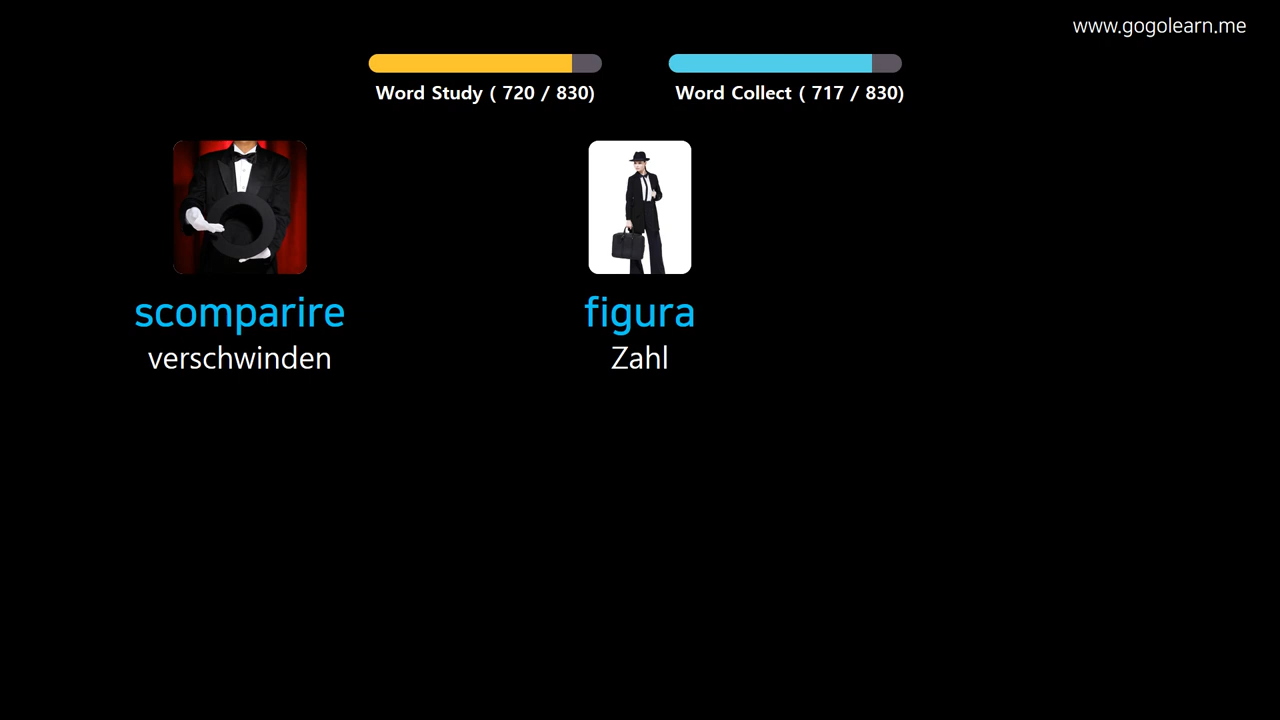 www.gogolearn.me
Word Study ( 720 / 830)
Word Collect ( 717 / 830)
scomparire
verschwinden
figura
Zahl